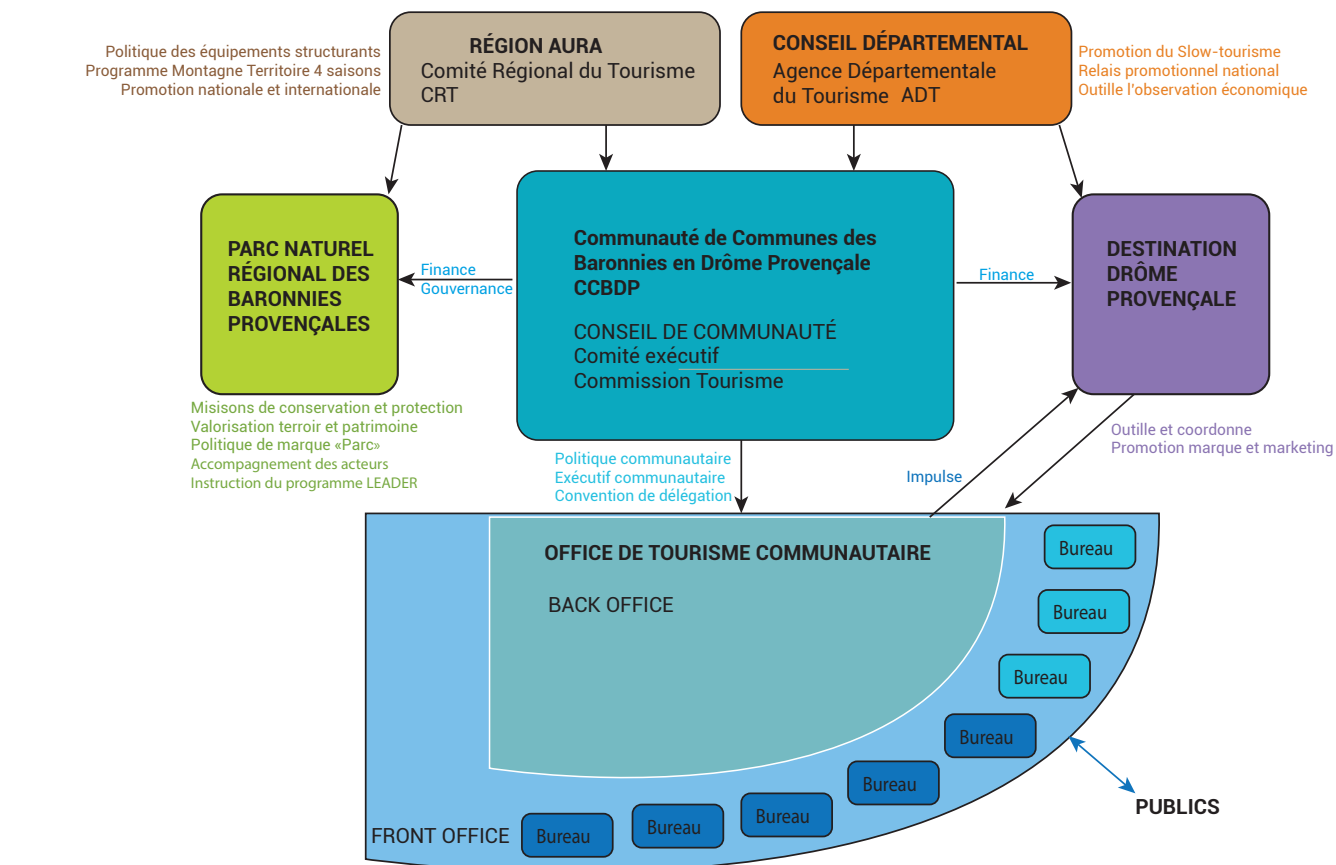 Politique des équipements structurants
Programme Montagne Territoire 4 saisons
Promotion nationale et internationale
RÉGION AURA
Comité Régional du Tourisme
CRT
CONSEIL DÉPARTEMENTAL
Agence Départementale
du Tourisme ADT
Promotion du Slow-tourisme
Relais promotionnel national
Outille l'observation économique
PARC NATUREL
RÉGIONAL DES
BARONNIES
PROVENÇALES
Finance
Gouvernance
Communauté de Communes des
Baronnies en Drôme Provençale
CCBDP
CONSEIL DE COMMUNAUTÉ
Comité exécutif
Commission Tourisme
Finance
DESTINATION
DRÔME
PROVENÇALE
Misisons de conservation et protection
Valorisation terroir et patrimoine
Politique de marque «Parc»
Accompagnement des acteurs
Instruction du programme LEADER
Politique communautaire
Exécutif communautaire
Convention de délégation
Impulse
Outille et coordonne
Promotion marque et marketing
OFFICE DE TOURISME COMMUNAUTAIRE
BACK OFFICE
Bureau
Bureau
Bureau
Bureau
Bureau
Bureau
Bureau
Bureau
FRONT OFFICE
PUBLICS